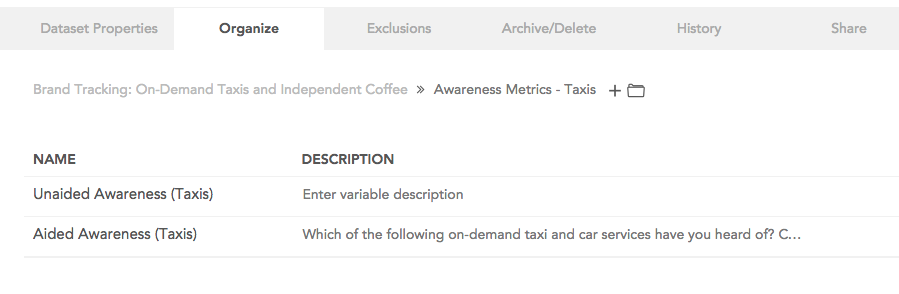 Dataset Properties Organize Exclusions Archive/Delete History Share
Brand Tracking: On-Demand Taxis and Independent Coffee » Awareness Metrics - Taxis +
NAME DESCRIPTION
Unaided Awareness (Taxis) Enter variable description
Aided Awareness (Taxis) Which of the following on-demand taxi and car services have you heard of? C...